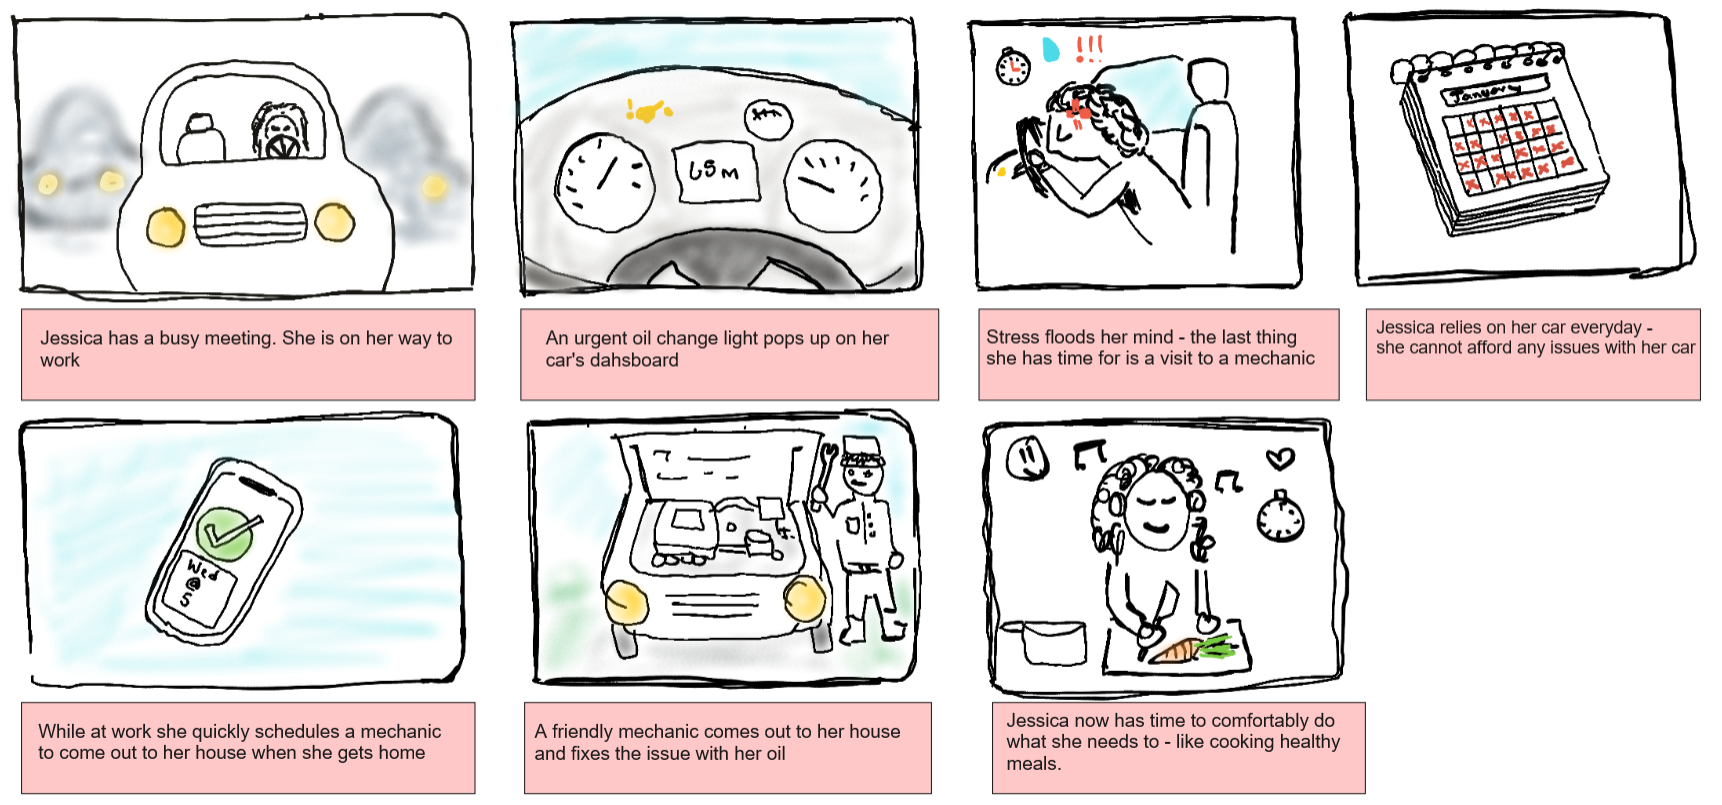 !
65m
!!!
January
Jessica has a busy meeting. She is on her way to
work
An urgent oil change light pops up on her
car's dahsboard
Stress floods her mind - the last thing
she has time for is a visit to a mechanic
Jessica relies on her car everyday -
she cannot afford any issues with her car
Wed
@
5
While at work she quickly schedules a mechanic
to come out to her house when she gets home
A friendly mechanic comes out to her house
and fixes the issue with her oil
Jessica now has time to comfortably do
what she needs to - like cooking healthy
meals.